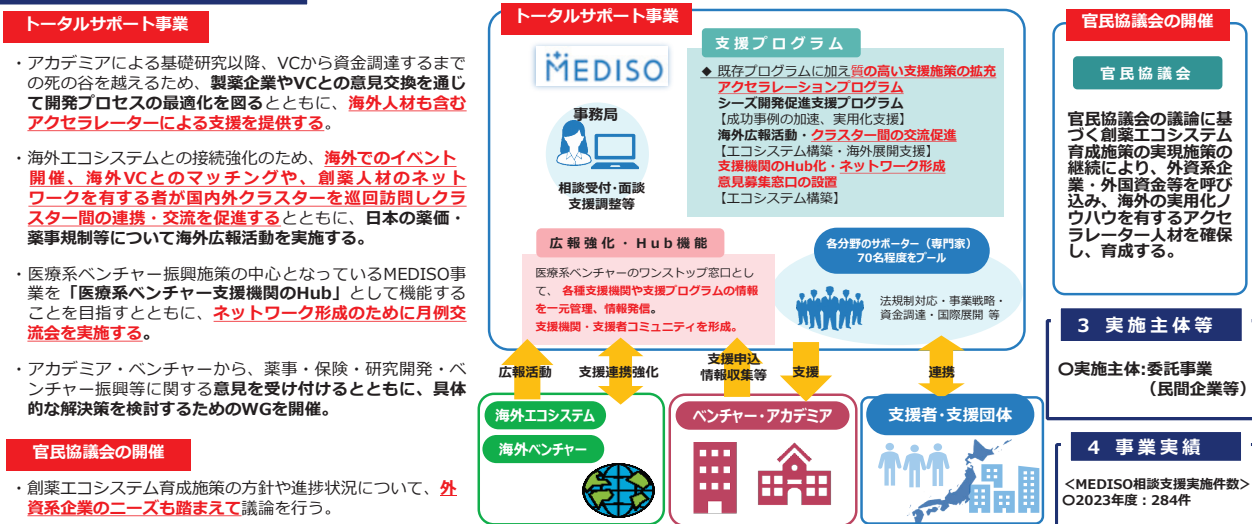 トータルサポート事業
・アカデミアによる基礎研究以降、VCから資金調達するまで
の死の谷を越えるため、製薬企業やVCとの意見交換を通じ
て開発プロセスの最適化を図るとともに、海外人材も含む
アクセラレーターによる支援を提供する。
・海外エコシステムとの接続強化のため、海外でのイベント
開催、海外VCとのマッチングや、創薬人材のネット
ワークを有する者が国内外クラスターを巡回訪問しクラ
スター間の連携・交流を促進するとともに、日本の薬価・
薬事規制等について海外広報活動を実施する。
・医療系ベンチャー振興施策の中心となっているMEDISO事
業を「医療系ベンチャー支援機関のHub」として機能する
ことを目指すとともに、ネットワーク形成のために月例交
流会を実施する。
・アカデミア・ベンチャーから、薬事・保険・研究開発・ベ
ンチャー振興等に関する意見を受け付けるとともに、具体
的な解決策を検討するためのWGを開催。
官民協議会の開催
・創薬エコシステム育成施策の方針や進捗状況について、外
資系企業のニーズも踏まえて議論を行う。
トータルサポート事業
MEDISO
事務局
相談受付・面談
支援調整等
支援プログラム
◆ 既存プログラムに加え質の高い支援施策の拡充
アクセラレーションプログラム
シーズ開発促進支援プログラム
【成功事例の加速、実用化支援】
海外広報活動・クラスター間の交流促進
【エコシステム構築・海外展開支援】
支援機関のHub化・ネットワーク形成
意見募集窓口の設置
【エコシステム構築】
広報強化・Hub機能
医療系ベンチャーのワンストップ窓口とし
て、各種支援機関や支援プログラムの情報
を一元管理、情報発信。
支援機関・支援者コミュニティを形成。
各分野のサポーター（専門家）
70名程度をプール
法規制対応・事業戦略・
資金調達・国際展開 等
広報活動
支援連携強化
支援申込
情報収集等
支援
連携
海外エコシステム
海外ベンチャー
ベンチャー・アカデミア
支援者・支援団体
官民協議会の開催
官民協議会
官民協議会の議論に基
づく創薬エコシステム
育成施策の実現施策の
継続により、外資系企
業・外国資金等を呼び
込み、海外の実用化ノ
ウハウを有するアクセ
ラレーター人材を確保
し、育成する。
3 実施主体等
〇実施主体:委託事業
（民間企業等）
4 事業実績
＜MEDISO相談支援実施件数＞
〇2023年度：284件